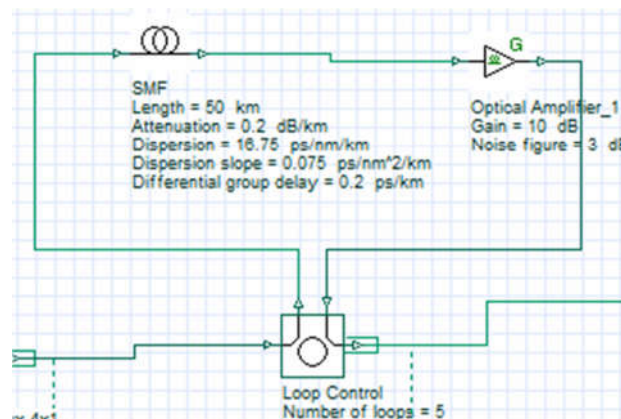 G
SMF
Length = 50 km
Attenuation = 0.2 dB/km
Dispersion = 16.75 ps/nm/km
Dispersion slope = 0.075 ps/nm^2/km
Differential group delay = 0.2 ps/km
Optical Amplifier_1
Gain = 10 dB
Noise figure = 3 dB
Loop Control
Number of loops = 5
4x1